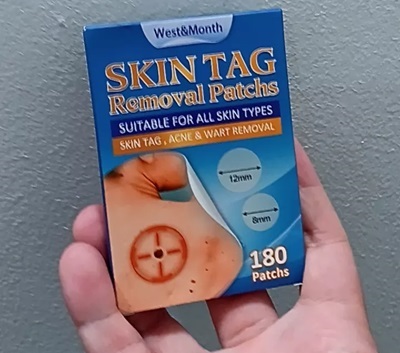 West&Month
SKIN TAG
Removal Patchs
SUITABLE FOR ALL SKIN TYPES
SKIN TAG , ACNE & WART REMOVAL
12mm
8mm
180
Patchs